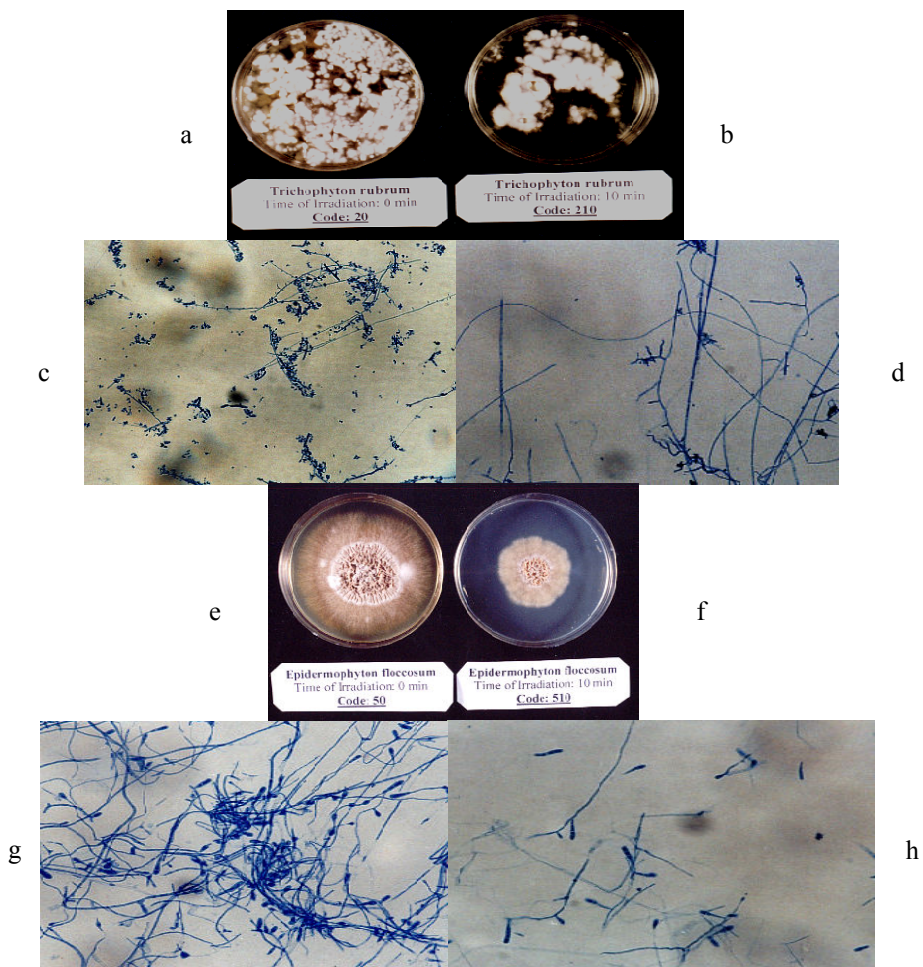 a
b
Trichophyton rubrum
Time of Irradiation: 0 min
Code: 20
Trichophyton rubrum
Time of Irradiation: 10 min
Code: 210
c
d
e
f
Epidermophyton floccosum
Time of Irradiation: 0 min
Code: 50
Epidermophyton floccosum
Time of Irradiation: 10 min
Code: 510
g
h